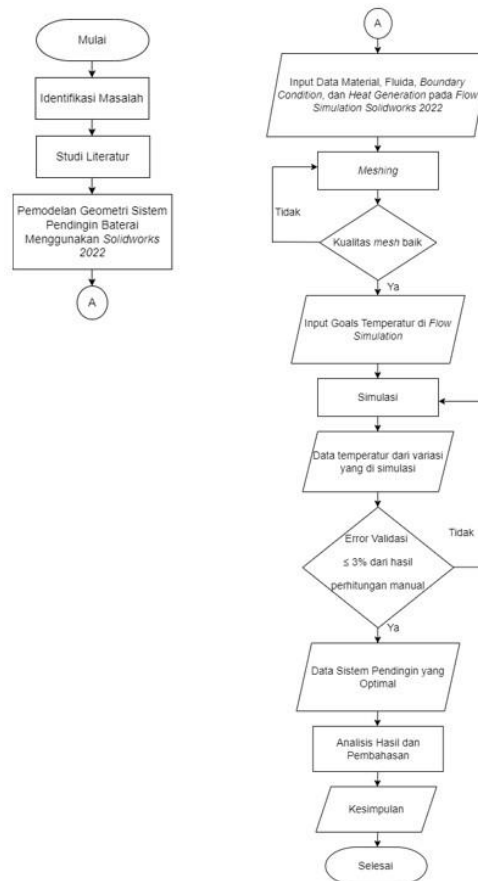 Mulai
Identifikasi Masalah
Studi Literatur
Pemodelan Geometri Sistem
Pendingin Baterai
Menggunakan Solidworks
2022
A
A
Input Data Material, Fluida, Boundary
Condition, dan Heat Generation pada Flow
Simulation Solidworks 2022
Meshing
Tidak
Kualitas mesh baik
Ya
Input Goals Temperatur di Flow
Simulation
Simulasi
Data temperatur dari variasi
yang di simulasi
Tidak
Error Validasi
≤ 3% dari hasil
perhitungan manual
Ya
Data Sistem Pendingin yang
Optimal
Analisis Hasil dan
Pembahasan
Kesimpulan
Selesai